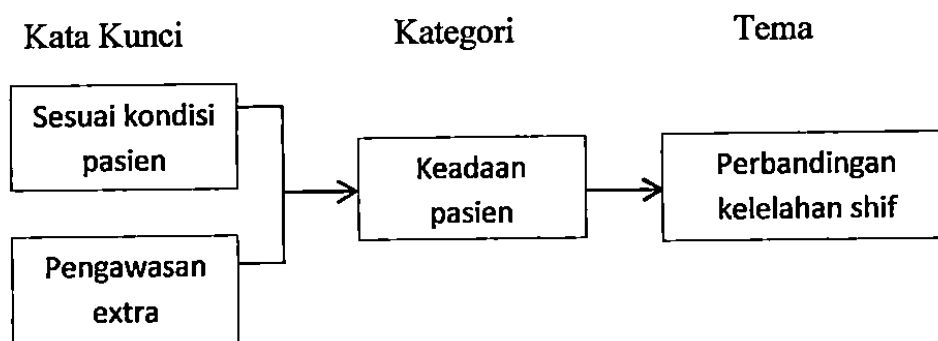 Kata Kunci
Kategori
Tema
Sesuai kondisi
pasien
Pengawasan
extra
Keadaan
pasien
Perbandingan
kelelahan shif